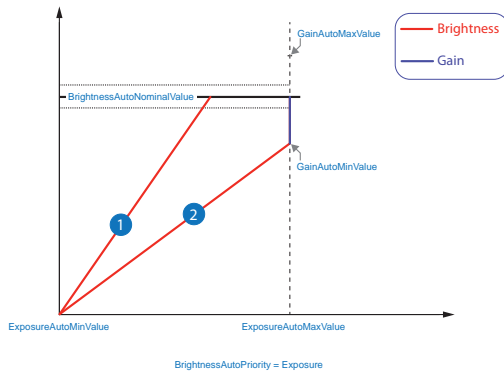 Brightness
GainAutoMaxValue
Gain
BrightnessAutoNominalValue
GainAutoMinValue
1
2
ExposureAutoMinValue
ExposureAutoMaxValue
BrightnessAutoPriority = Exposure